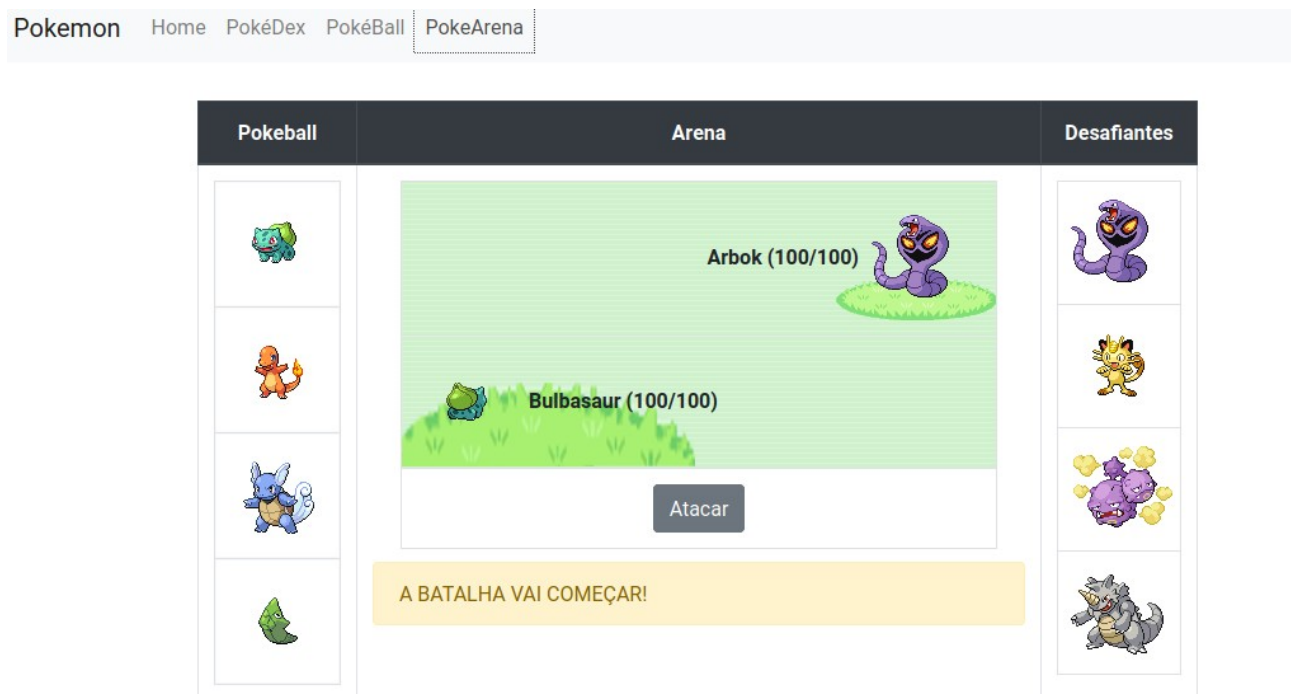 Pokemon Home PokéDex PokéBall PokeArena
Pokeball Arena Desafiantes
Arbok (100/100)
Bulbasaur (100/100)
Atacar
A BATALHA VAI COMEÇAR!